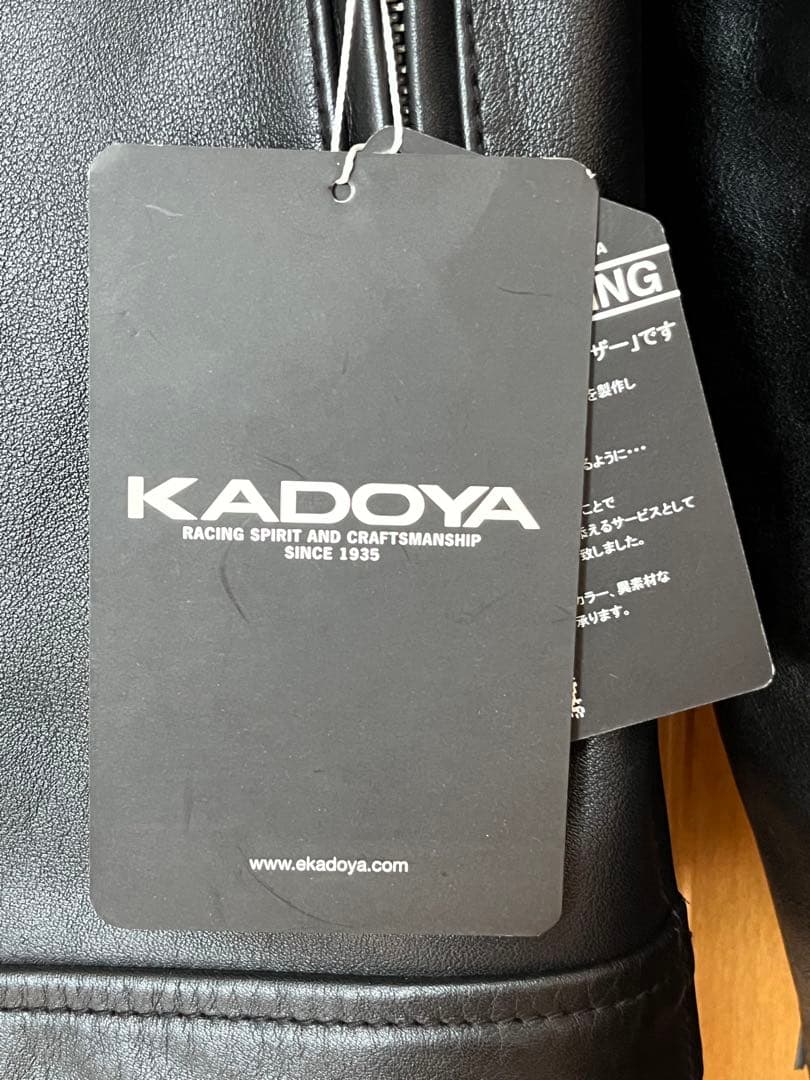 KADOYA
RACING SPIRIT AND CRAFTSMANSHIP
SINCE 1935
www.ekadoya.com
A
ING
ザー」です
を製作し
るように・・・
ことで
添えるサービスとして
致しました。
カラー、異素材な
承ります。